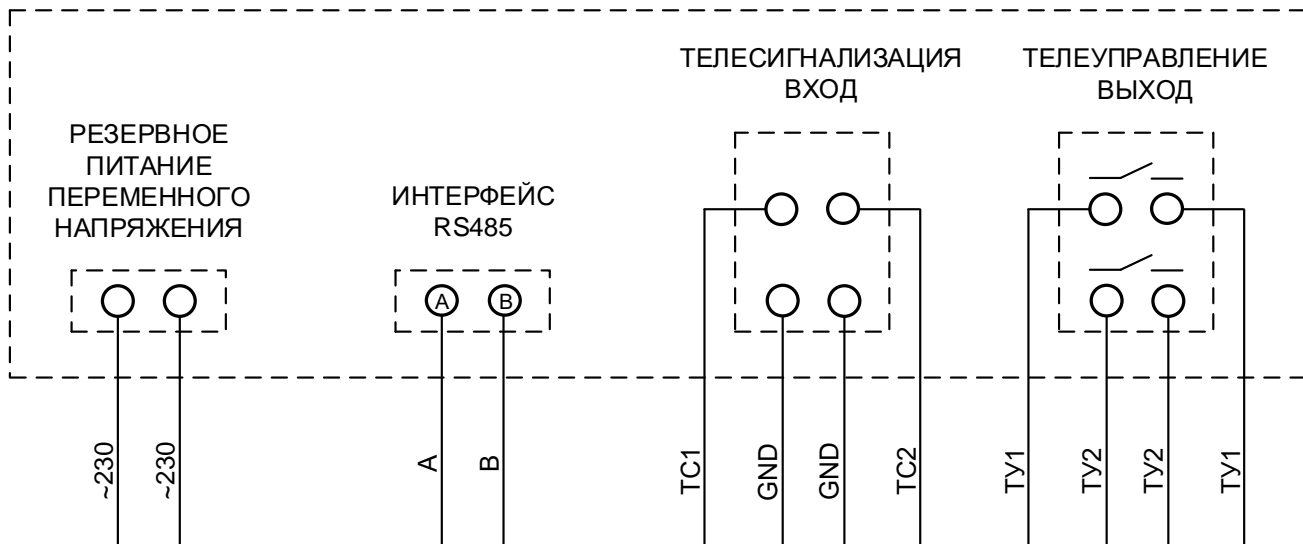 РЕЗЕРВНОЕ
ПИТАНИЕ
ПЕРЕМЕННОГО
НАПРЯЖЕНИЯ
ИНТЕРФЕЙС
RS485
A
B
ТЕЛЕСИГНАЛИЗАЦИЯ
ВХОД
ТЕЛЕУПРАВЛЕНИЕ
ВЫХОД
~230
~230
A
B
ТС1
GND
GND
ТС2
ТУ1
ТУ2
ТУ2
ТУ1